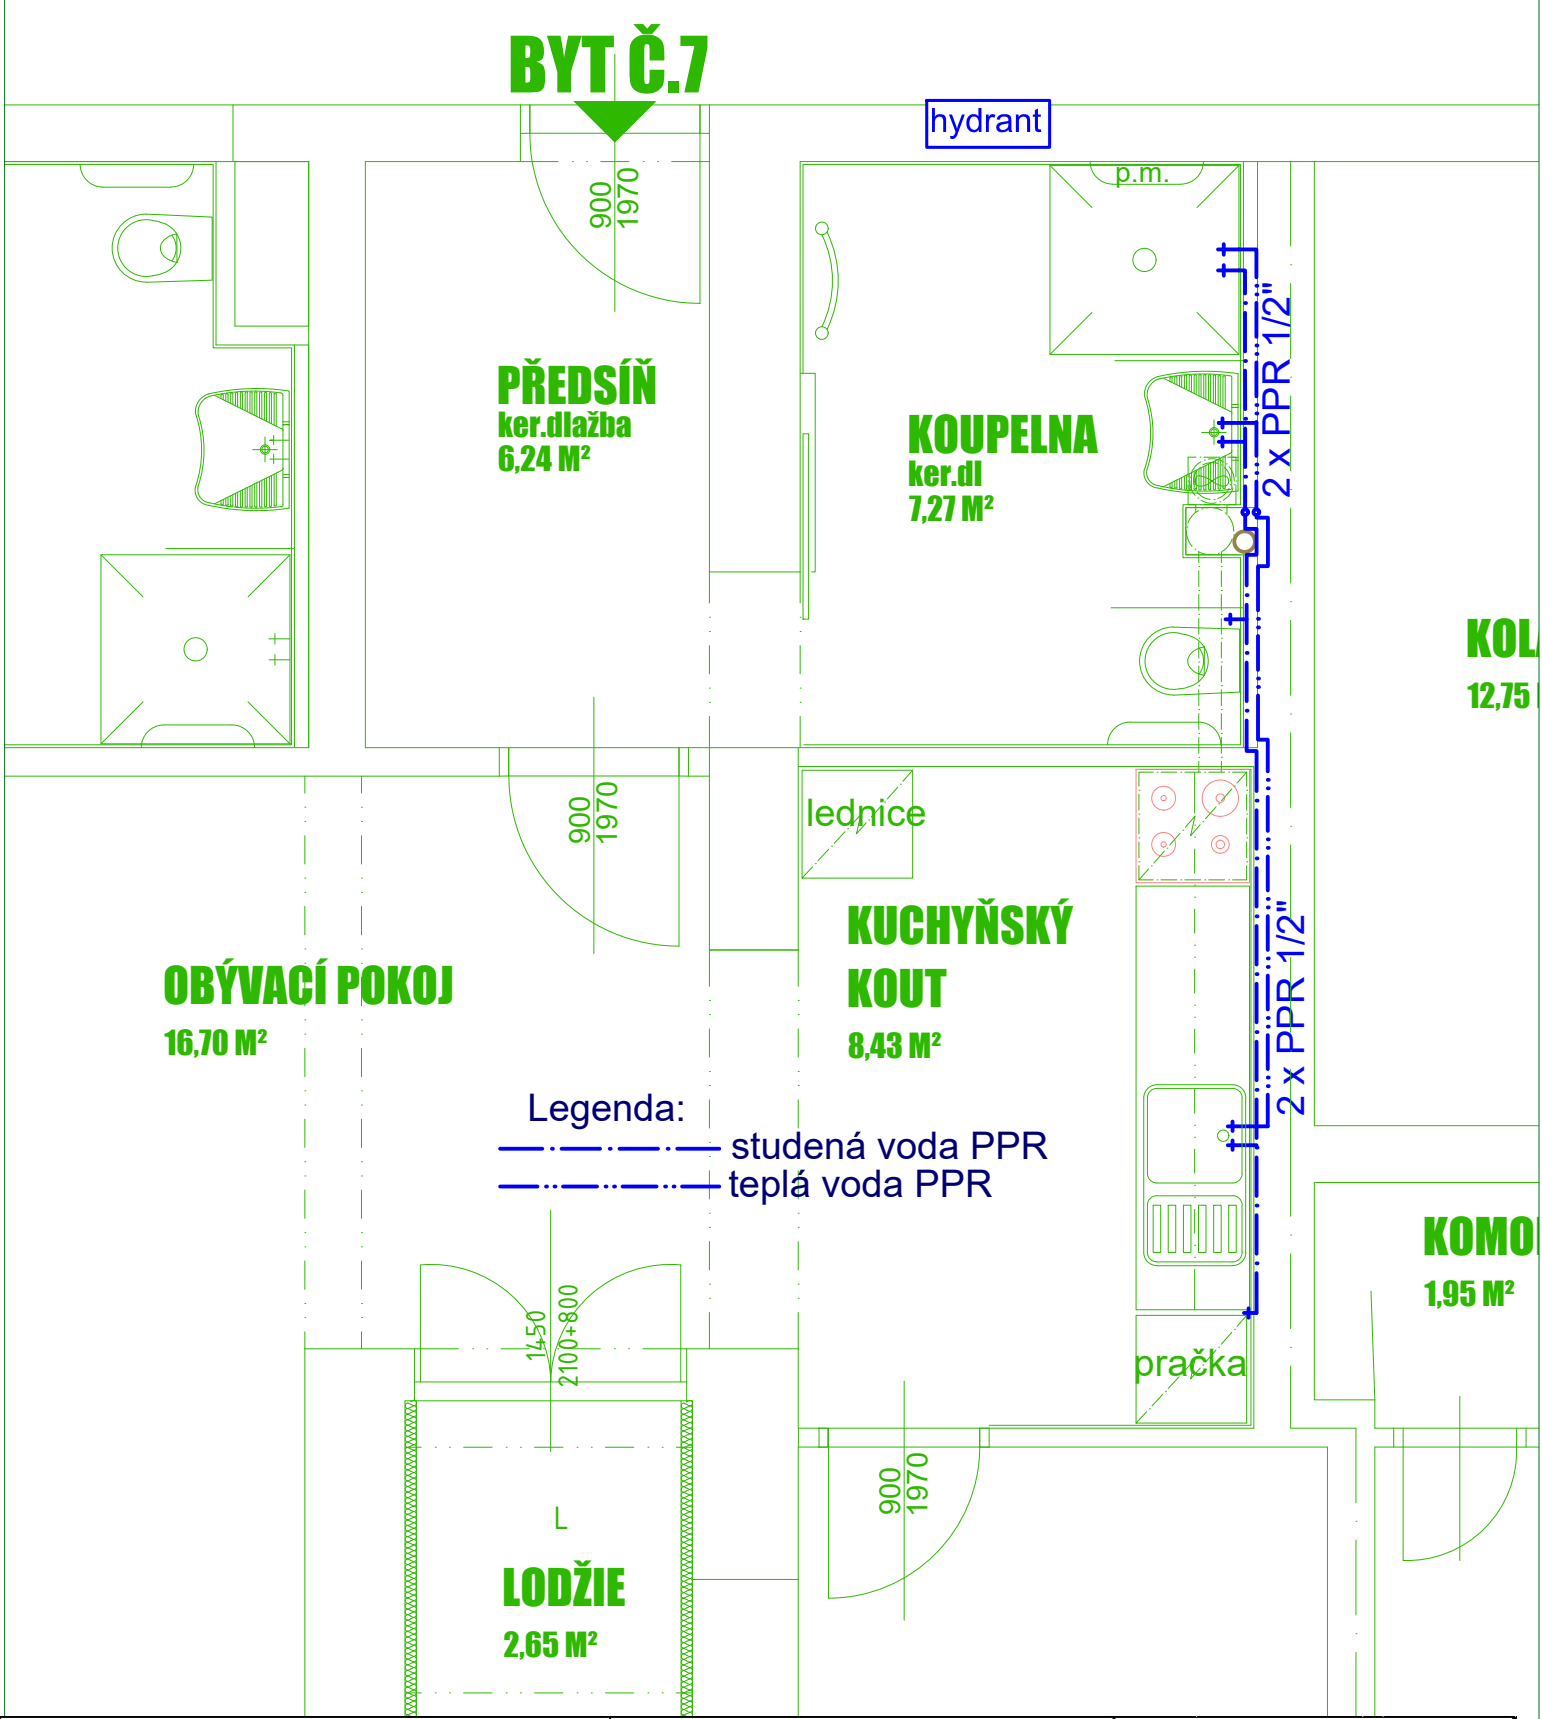 BYT Č.7
hydrant
p.m.
900
1970
2 x PPR 1/2"
PŘEDSÍŇ
ker.dlažba
6,24 M²
KOUPELNA
ker.dl
7,27 M²
12,75
900
1970
lednice
KUCHYŇSKÝ
KOUT
8,43 M²
OBÝVACÍ POKOJ
16,70 M²
2 x PPR 1/2"
Legenda:
studená voda PPR
teplá voda PPR
1,95 M²
1450
2100+800
pračka
900
1970
L
LODŽIE
2,65 M²